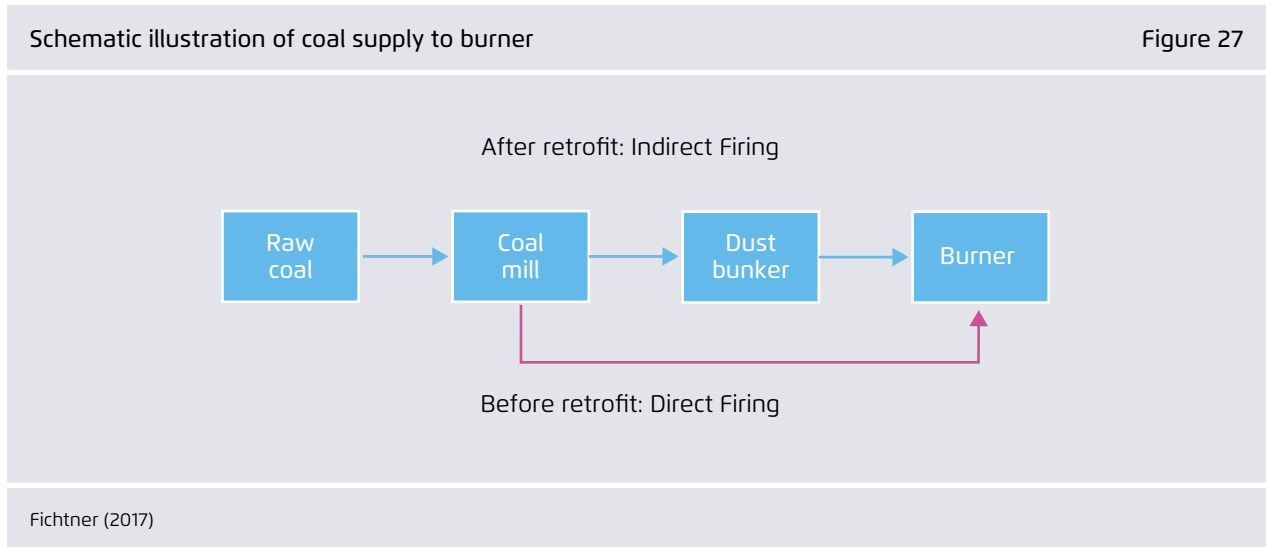 Schematic illustration of coal supply to burner
Figure 27
After retrofit: Indirect Firing
Raw
coal
Coal
mill
Dust
bunker
Burner
Before retrofit: Direct Firing
Fichtner (2017)